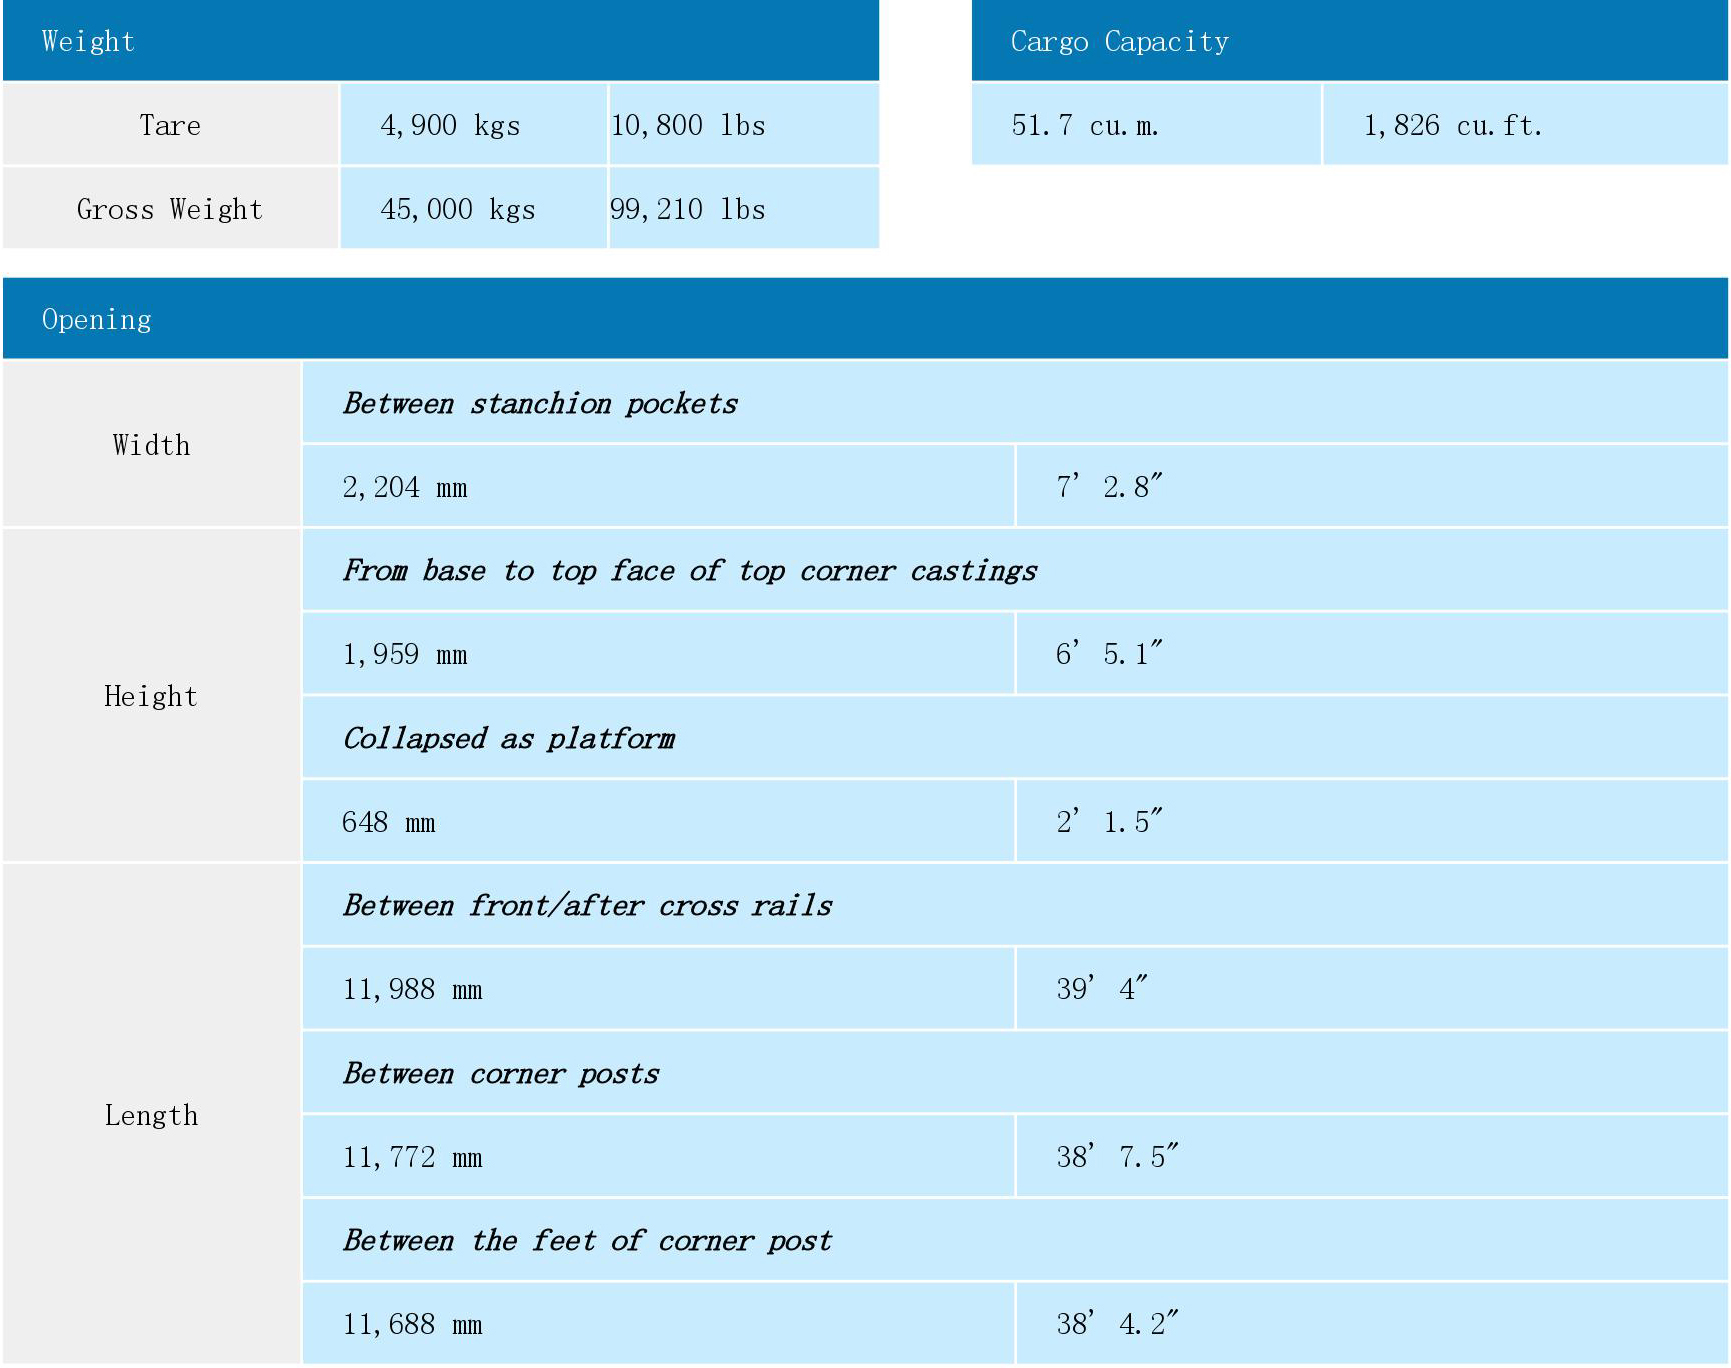 Weight
Tare 4,900 kgs 10,800 lbs
Gross Weight 45,000 kgs 99,210 lbs
Cargo Capacity
51.7 cu.m. 1,826 cu.ft.
Opening
Width
Between stanchion pockets
2,204 mm 7' 2.8"
Height
From base to top face of top corner castings
1,959 mm 6' 5.1"
Collapsed as platform
648 mm 2' 1.5"
Length
Between front/after cross rails
11,988 mm 39' 4"
Between corner posts
11,772 mm 38' 7.5"
Between the feet of corner post
11,688 mm 38' 4.2"